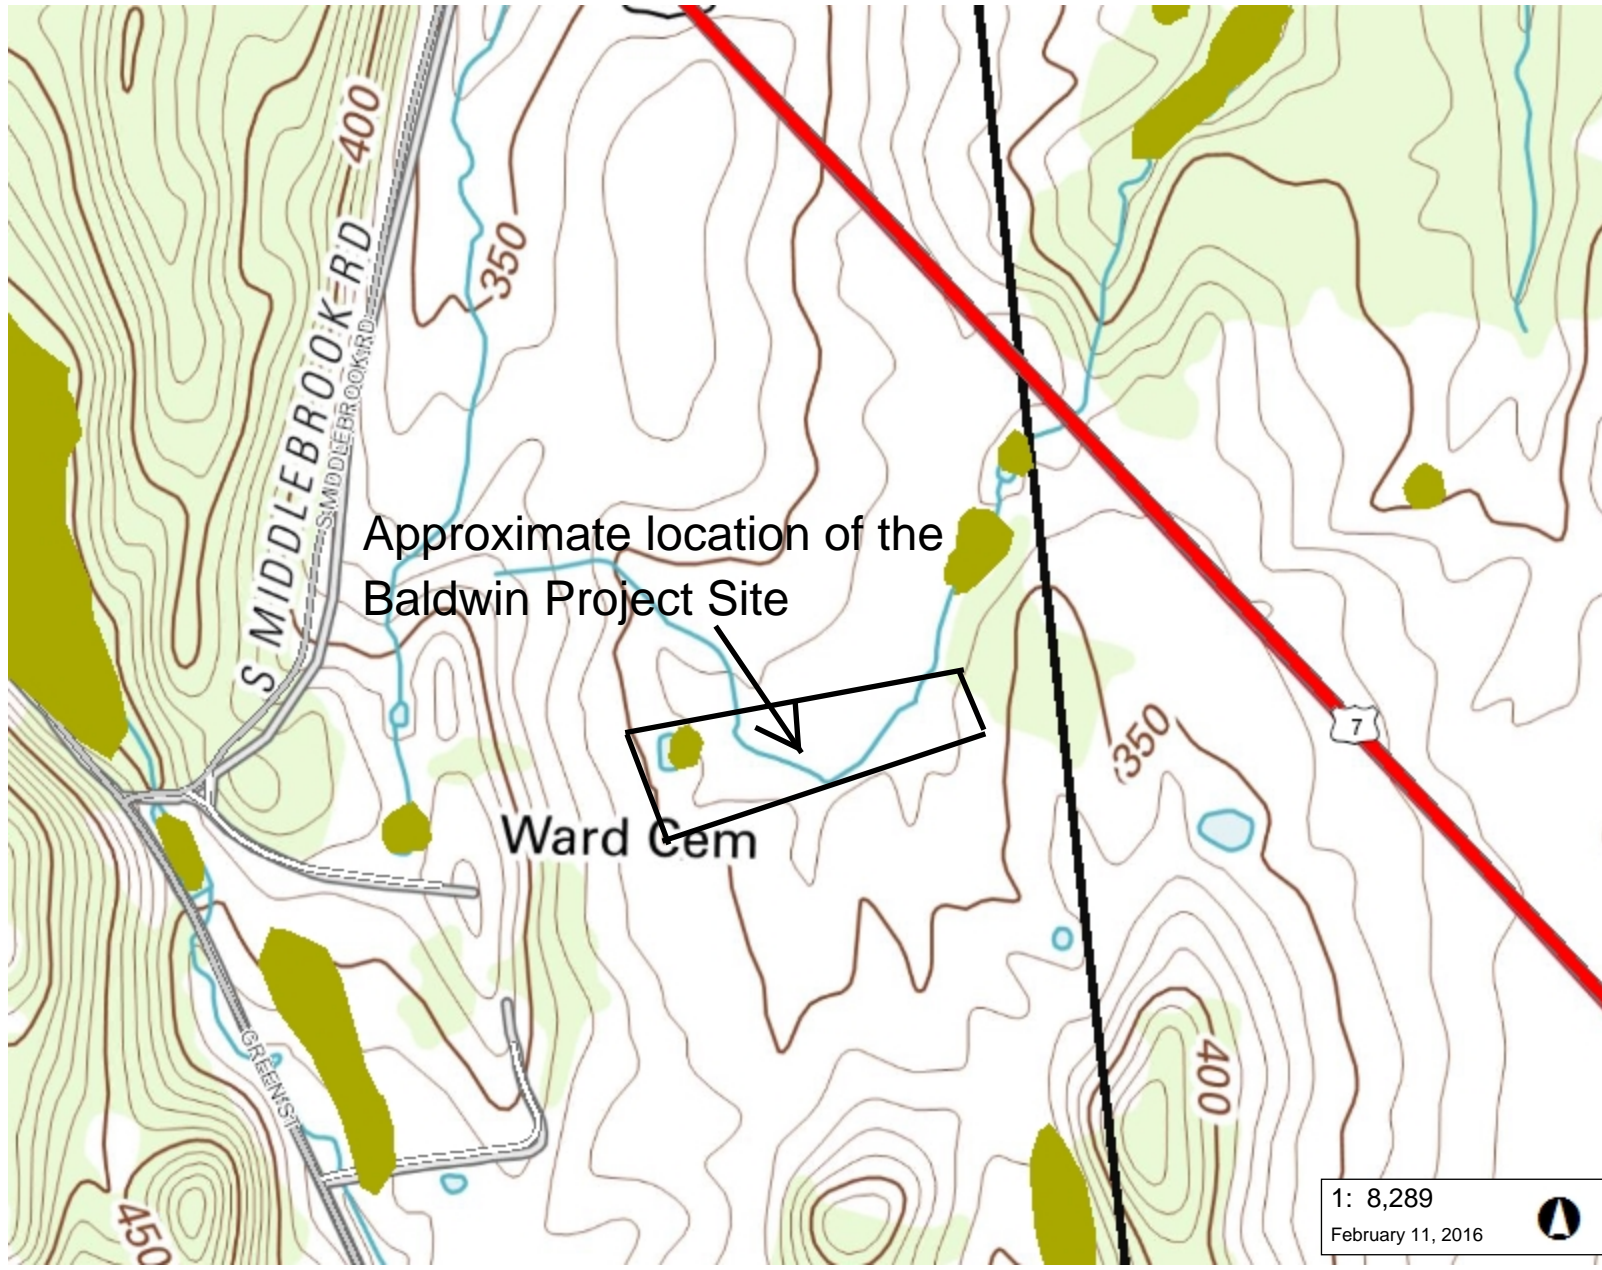 400
350
S MIDDLEBROOK RD
S MIDDLEBROOK RD
Approximate location of the
Baldwin Project Site
7
350
Ward Cem
GREEN ST
400
450
1: 8,289
February 11, 2016